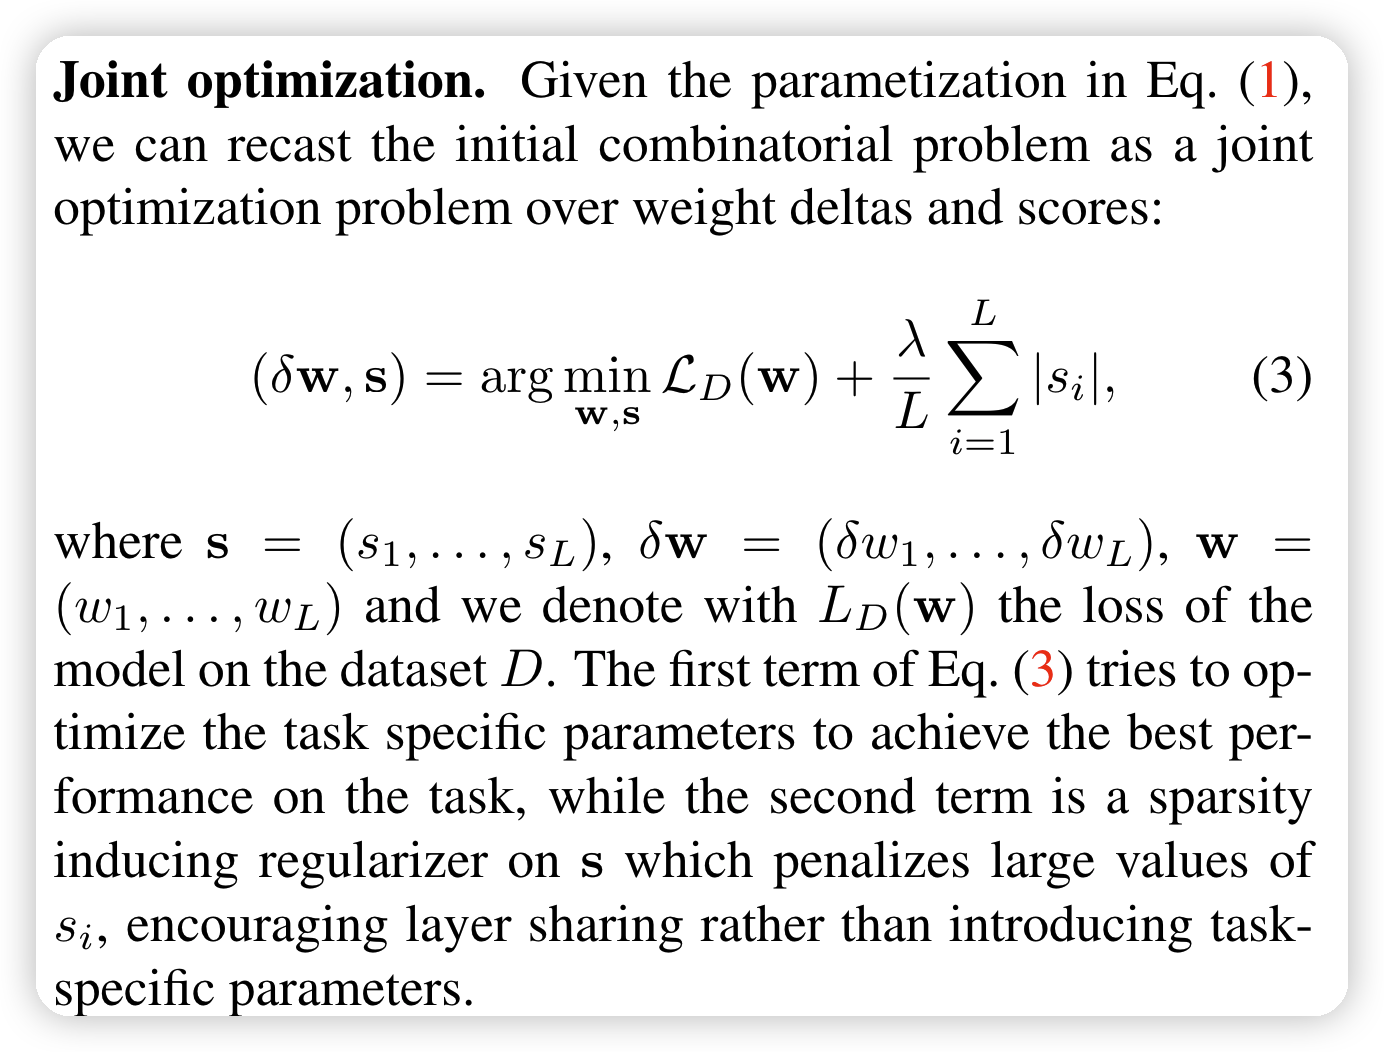 Joint optimization. Given the parametization in Eq. (1),
we can recast the initial combinatorial problem as a joint
optimization problem over weight deltas and scores:
$(\delta \mathbf{w}, \mathbf{s}) = \arg\min_{\mathbf{w},\mathbf{s}} \mathcal{L}_D(\mathbf{w}) + \frac{\lambda}{L} \sum_{i=1}^{L} |s_i|,$ (3)
where $\mathbf{s} = (s_1, \ldots, s_L)$, $\delta\mathbf{w} = (\delta w_1, \ldots, \delta w_L)$, $\mathbf{w} =$
$(w_1, \ldots, w_L)$ and we denote with $L_D(\mathbf{w})$ the loss of the
model on the dataset $D$. The first term of Eq. (3) tries to op-
timize the task specific parameters to achieve the best per-
formance on the task, while the second term is a sparsity
inducing regularizer on $\mathbf{s}$ which penalizes large values of
$s_i$, encouraging layer sharing rather than introducing task-
specific parameters.